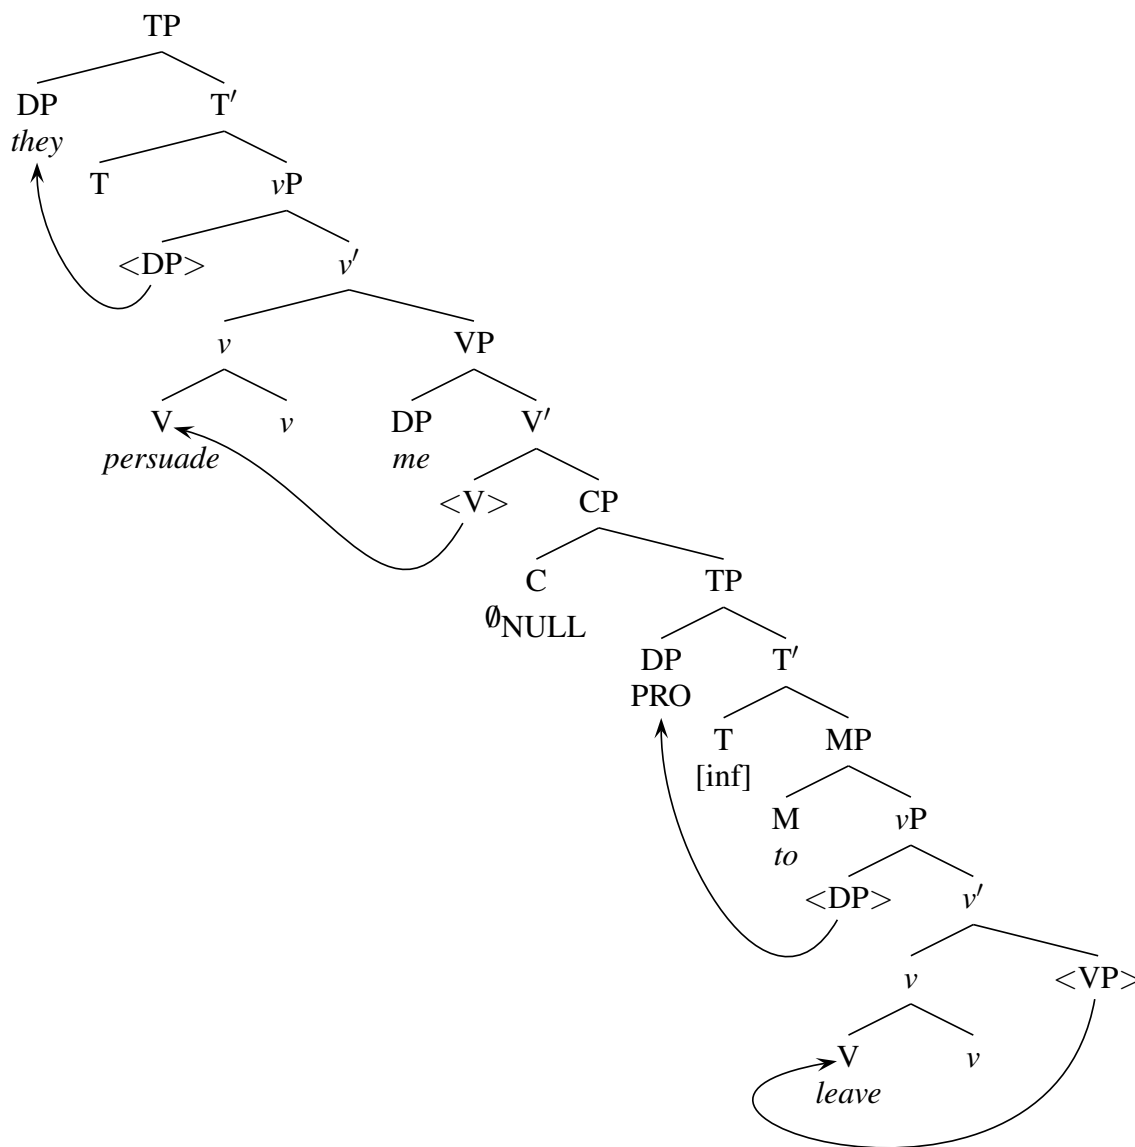 TP
DP T′
they
T vP
<DP> v′
v VP
V v DP V′
persuade me
<V> CP
C TP
∅NULL
DP T′
PRO
T MP
[inf]
M vP
to
<DP> v′
v <VP>
V v
leave